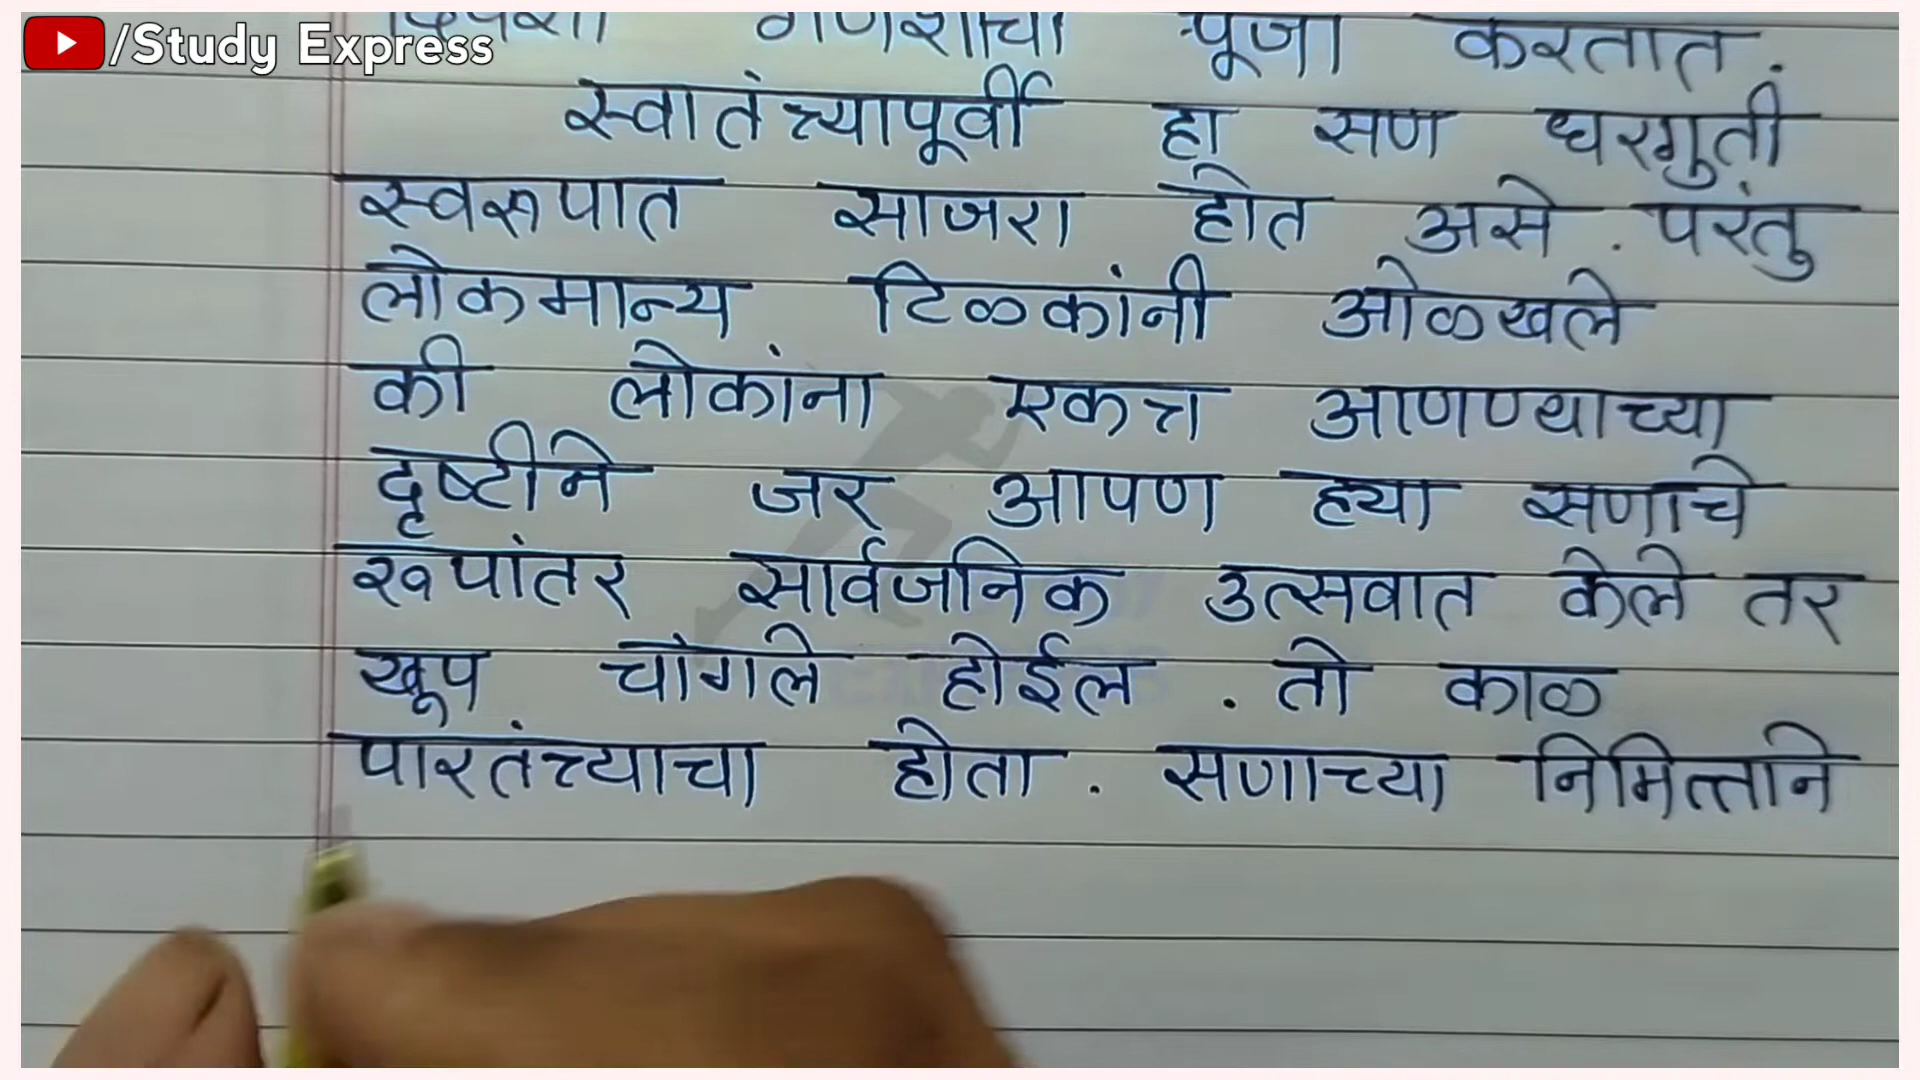 /Study Express
गणेशाची पूजा करतात.
स्वातंत्र्यापूर्वी हा सण घरगुती
स्वरूपात साजरा होत असे. परंतु
लोकमान्य टिळकांनी ओळखले
की लोकांना एकत्र आणण्याच्या
दृष्टीने जर आपण ह्या सणाचे
रूपांतर सार्वजनिक उत्सवात केले तर
खूप चांगले होईल. तो काळ
पारतंत्र्याचा होता. सणाच्या निमित्ताने